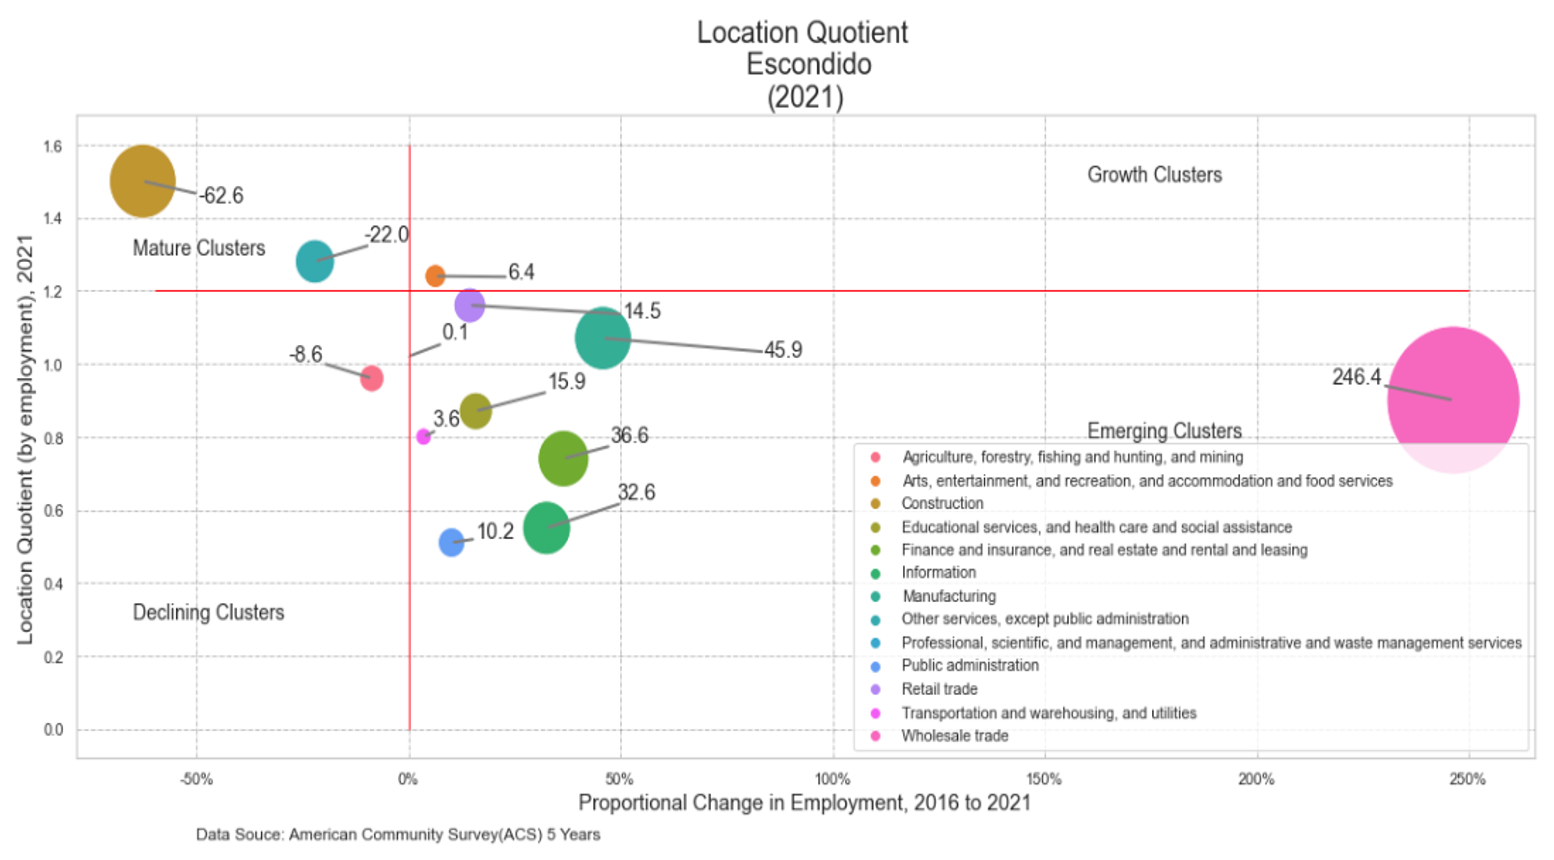 Location Quotient
Escondido
(2021)
Location Quotient (by employment), 2021
1.6
1.4
1.2
1.0
0.8
0.6
0.4
0.2
0.0
Growth Clusters
Mature Clusters
Emerging Clusters
Declining Clusters
-62.6
-22.0
6.4
14.5
0.1
45.9
-8.6
15.9
246.4
3.6
36.6
32.6
10.2
Agriculture, forestry, fishing and hunting, and mining
Arts, entertainment, and recreation, and accommodation and food services
Construction
Educational services, and health care and social assistance
Finance and insurance, and real estate and rental and leasing
Information
Manufacturing
Other services, except public administration
Professional, scientific, and management, and administrative and waste management services
Public administration
Retail trade
Transportation and warehousing, and utilities
Wholesale trade
-50%
0%
50%
100%
150%
200%
250%
Proportional Change in Employment, 2016 to 2021
Data Souce: American Community Survey(ACS) 5 Years